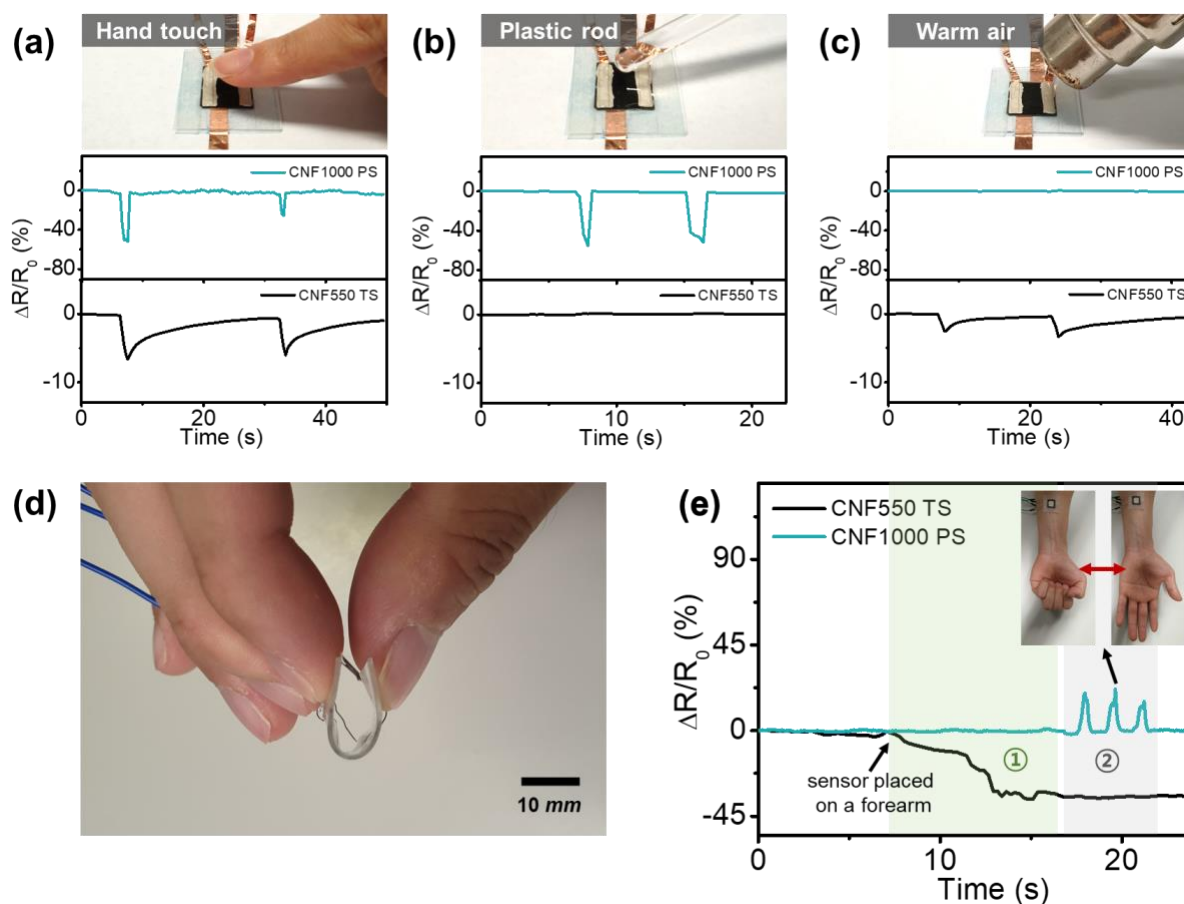 (a)
Hand touch
CNF1000 PS
0
-40
-80
CNF550 TS
0
-10
ΔR/R₀ (%)
0 20 40
Time (s)
(b)
Plastic rod
CNF1000 PS
0
-40
-80
CNF550 TS
0
-10
ΔR/R₀ (%)
0 10 20
Time (s)
(c)
Warm air
CNF1000 PS
0
-40
-80
CNF550 TS
0
-10
ΔR/R₀ (%)
0 20 40
Time (s)
(d)
10 mm
(e)
CNF550 TS
CNF1000 PS
90
45
0
-45
ΔR/R₀ (%)
sensor placed
on a forearm
①
②
0 10 20
Time (s)